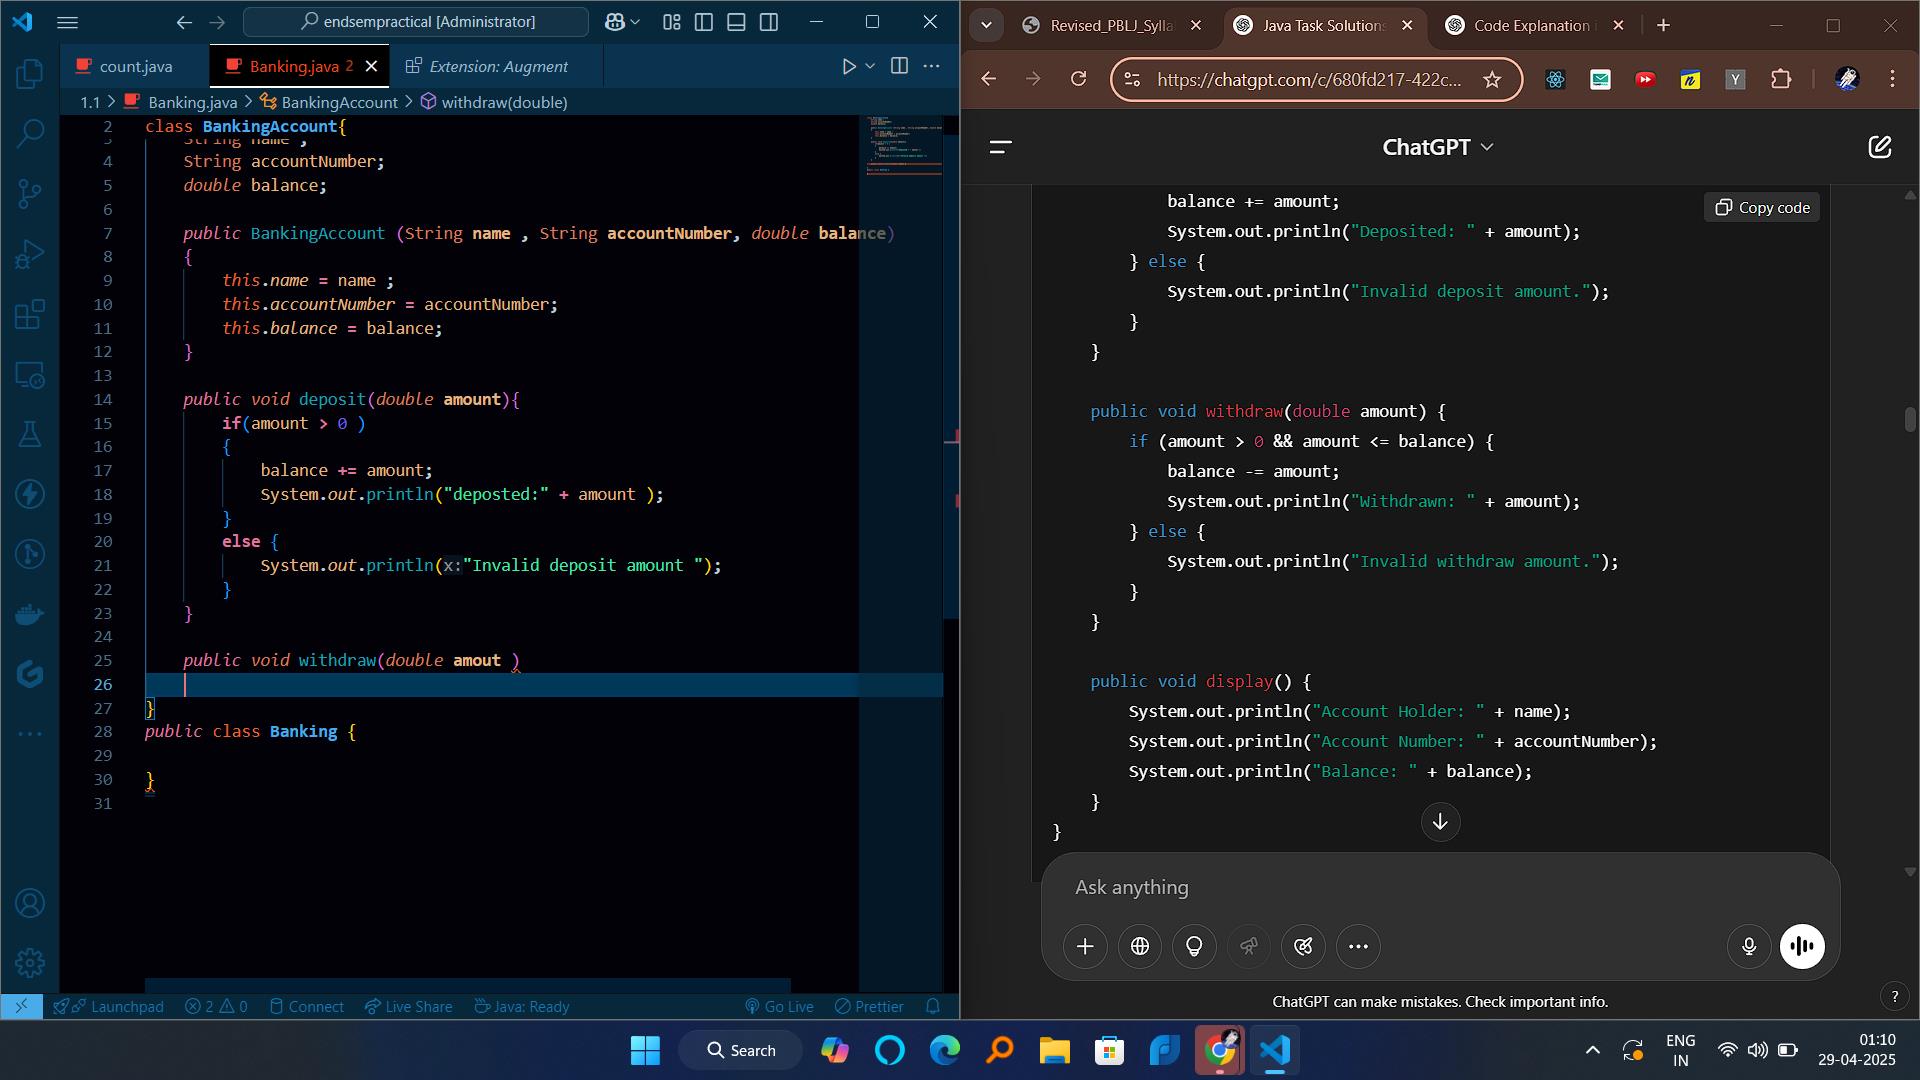 endsempractical [Administrator]
count.java
Banking.java 2
Extension: Augment
1.1 > Banking.java > BankingAccount > withdraw(double)
2 class BankingAccount{
3 String name ;
4 String accountNumber;
5 double balance;
6
7 public BankingAccount (String name , String accountNumber, double balance)
8 {
9 this.name = name ;
10 this.accountNumber = accountNumber;
11 this.balance = balance;
12 }
13
14 public void deposit(double amount){
15 if(amount > 0 )
16 {
17 balance += amount;
18 System.out.println("deposted:" + amount );
19 }
20 else {
21 System.out.println(x:"Invalid deposit amount ");
22 }
23 }
24
25 public void withdraw(double amout )
26
27 }
28 public class Banking {
29
30 }
31
Launchpad
2 0
Connect
Live Share
Java: Ready
Go Live
Prettier
Revised_PBLJ_Sylla
Java Task Solutions
Code Explanation
https://chatgpt.com/c/680fd217-422c...
ChatGPT
Copy code
balance += amount;
System.out.println("Deposited: " + amount);
} else {
System.out.println("Invalid deposit amount.");
}
}
public void withdraw(double amount) {
if (amount > 0 && amount <= balance) {
balance -= amount;
System.out.println("Withdrawn: " + amount);
} else {
System.out.println("Invalid withdraw amount.");
}
}
public void display() {
System.out.println("Account Holder: " + name);
System.out.println("Account Number: " + accountNumber);
System.out.println("Balance: " + balance);
}
}
Ask anything
ChatGPT can make mistakes. Check important info.
?
Search
ENG
IN
01:10
29-04-2025